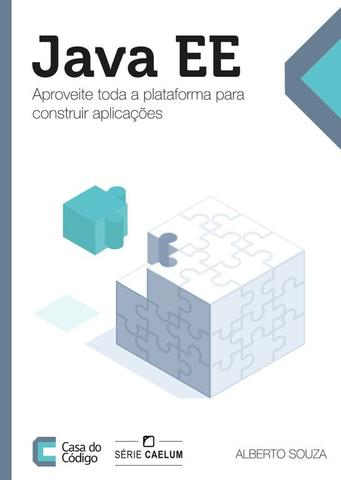 Java EE
Aproveite toda a plataforma para
construir aplicações
Casa do
Código
SÉRIE CAELUM
ALBERTO SOUZA